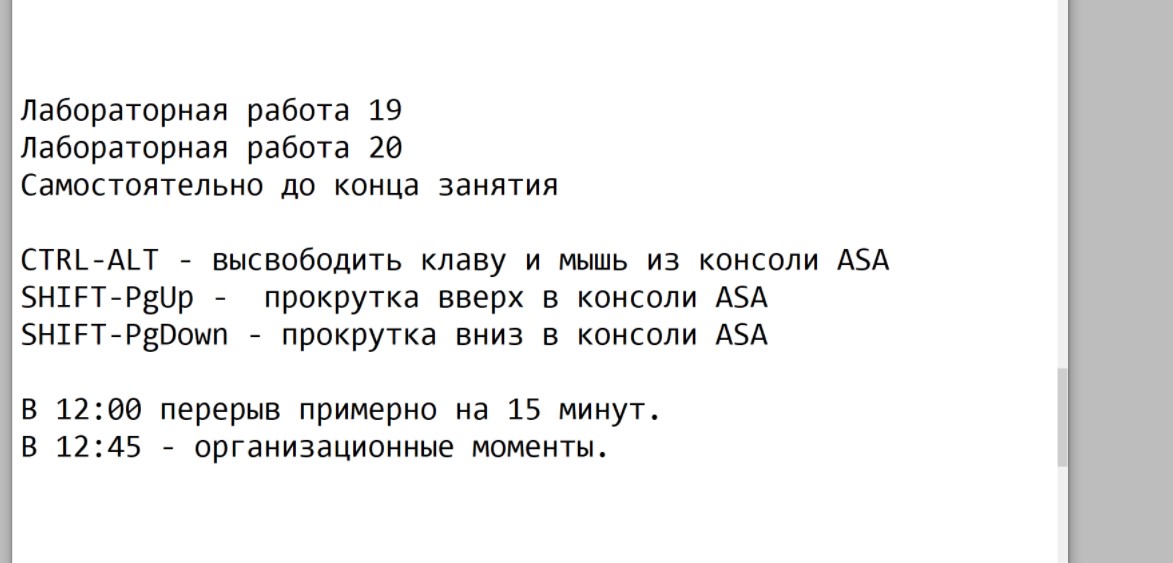 Лабораторная работа 19
Лабораторная работа 20
Самостоятельно до конца занятия
CTRL-ALT - высвободить клаву и мышь из консоли ASA
SHIFT-PgUp -  прокрутка вверх в консоли ASA
SHIFT-PgDown - прокрутка вниз в консоли ASA
В 12:00 перерыв примерно на 15 минут.
В 12:45 - организационные моменты.